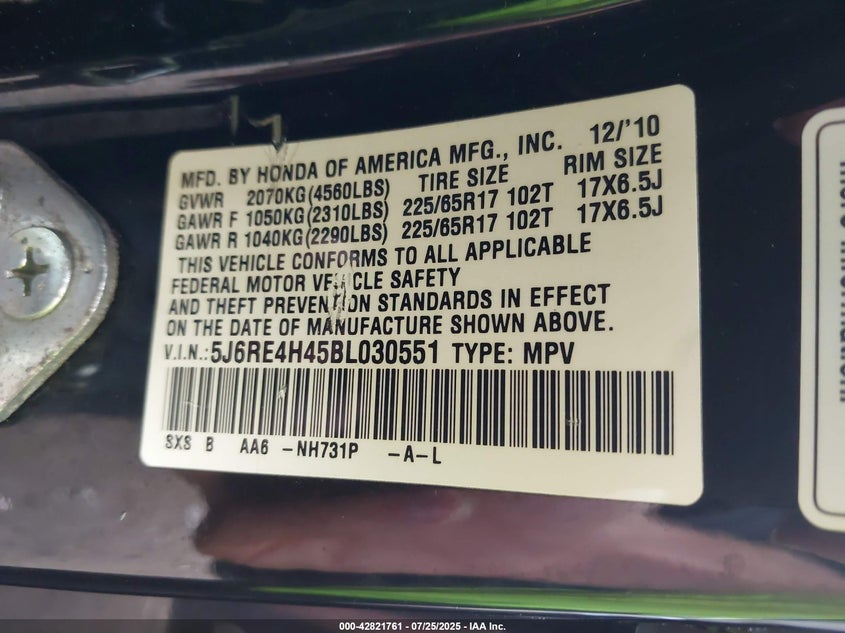 MFD. BY HONDA OF AMERICA MFG., INC. 12/'10
GVWR 2070KG(4560LBS) TIRE SIZE RIM SIZE
GAWR F 1050KG(2310LBS) 225/65R17 102T 17X6.5J
GAWR R 1040KG(2290LBS) 225/65R17 102T 17X6.5J
THIS VEHICLE CONFORMS TO ALL APPLICABLE
FEDERAL MOTOR VEHICLE SAFETY
AND THEFT PREVENTION STANDARDS IN EFFECT
ON THE DATE OF MANUFACTURE SHOWN ABOVE.
V.I.N.:5J6RE4H45BL030551 TYPE: MPV
SXS B AA6 -NH731P -A-L
000-42821761 - 07/25/2025 - IAA Inc.